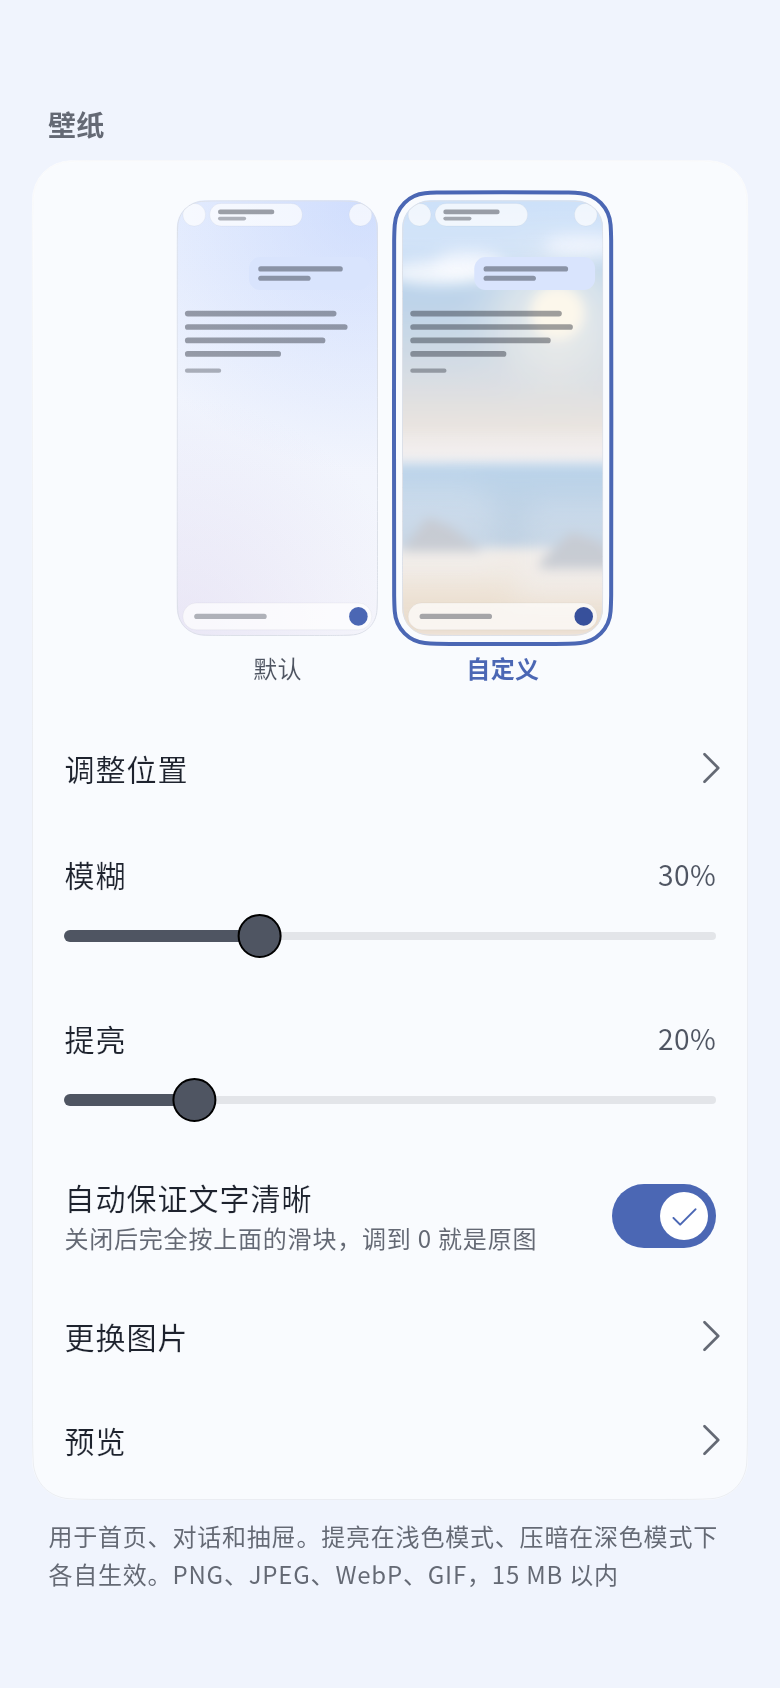 壁纸
默认
自定义
调整位置
模糊
30%
提亮
20%
自动保证文字清晰
关闭后完全按上面的滑块，调到 0 就是原图
更换图片
预览
用于首页、对话和抽屉。提亮在浅色模式、压暗在深色模式下
各自生效。PNG、JPEG、WebP、GIF，15 MB 以内